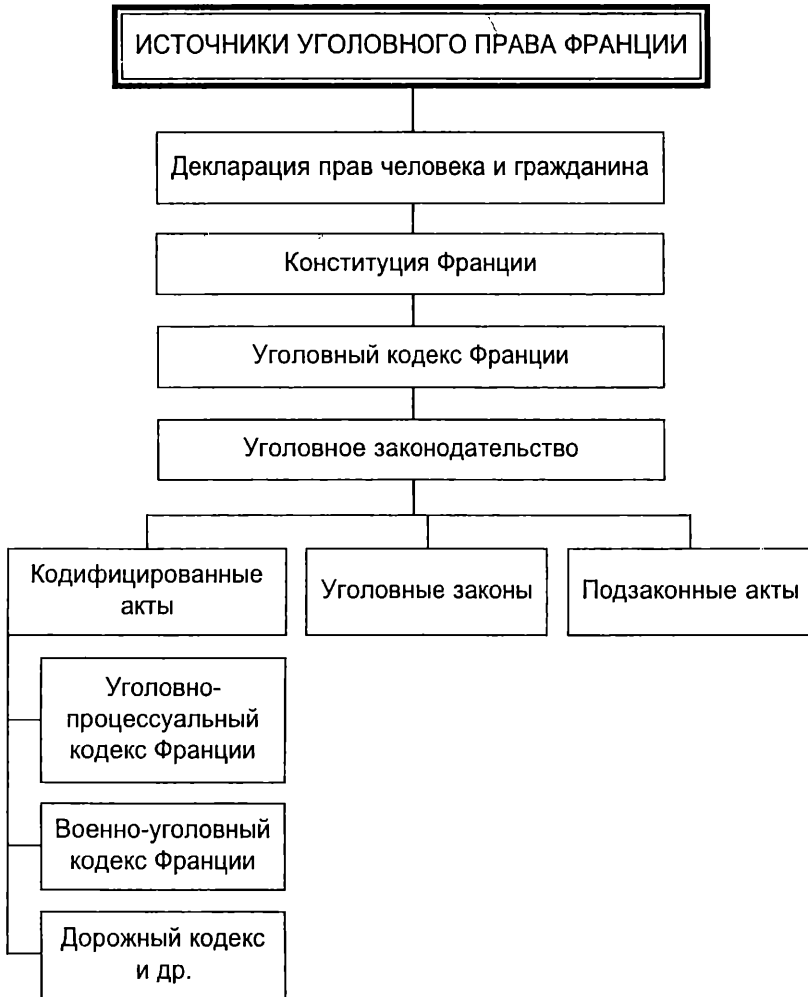 ИСТОЧНИКИ УГОЛОВНОГО ПРАВА ФРАНЦИИ
Декларация прав человека и гражданина
Конституция Франции
Уголовный кодекс Франции
Уголовное законодательство
Кодифицированные
акты
Уголовные законы
Подзаконные акты
Уголовно-
процессуальный
кодекс Франции
Военно-уголовный
кодекс Франции
Дорожный кодекс
и др.